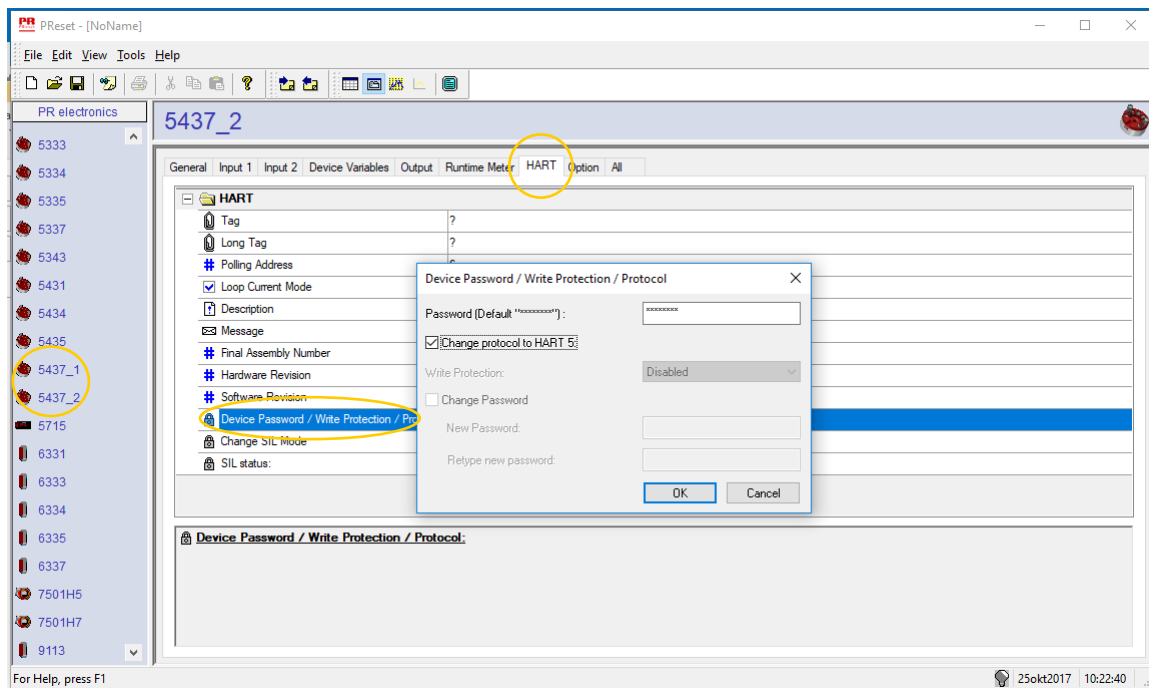 PR PReset - [NoName]
File Edit View Tools Help
PR electronics
5333
5334
5335
5337
5343
5431
5434
5435
5437_1
5437_2
5715
6331
6333
6334
6335
6337
7501H5
7501H7
9113
5437_2
General Input 1 Input 2 Device Variables Output Runtime Meter HART Option All
HART
Tag ?
Long Tag ?
Polling Address
Loop Current Mode
Description
Message
Final Assembly Number
Hardware Revision
Software Revision
Device Password / Write Protection / Pro
Change SIL Mode
SIL status:
Device Password / Write Protection / Protocol
Password (Default "********") : ********
Change protocol to HART 5:
Write Protection: Disabled
Change Password
New Password:
Retype new password:
OK Cancel
Device Password / Write Protection / Protocol:
For Help, press F1 25okt2017 10:22:40